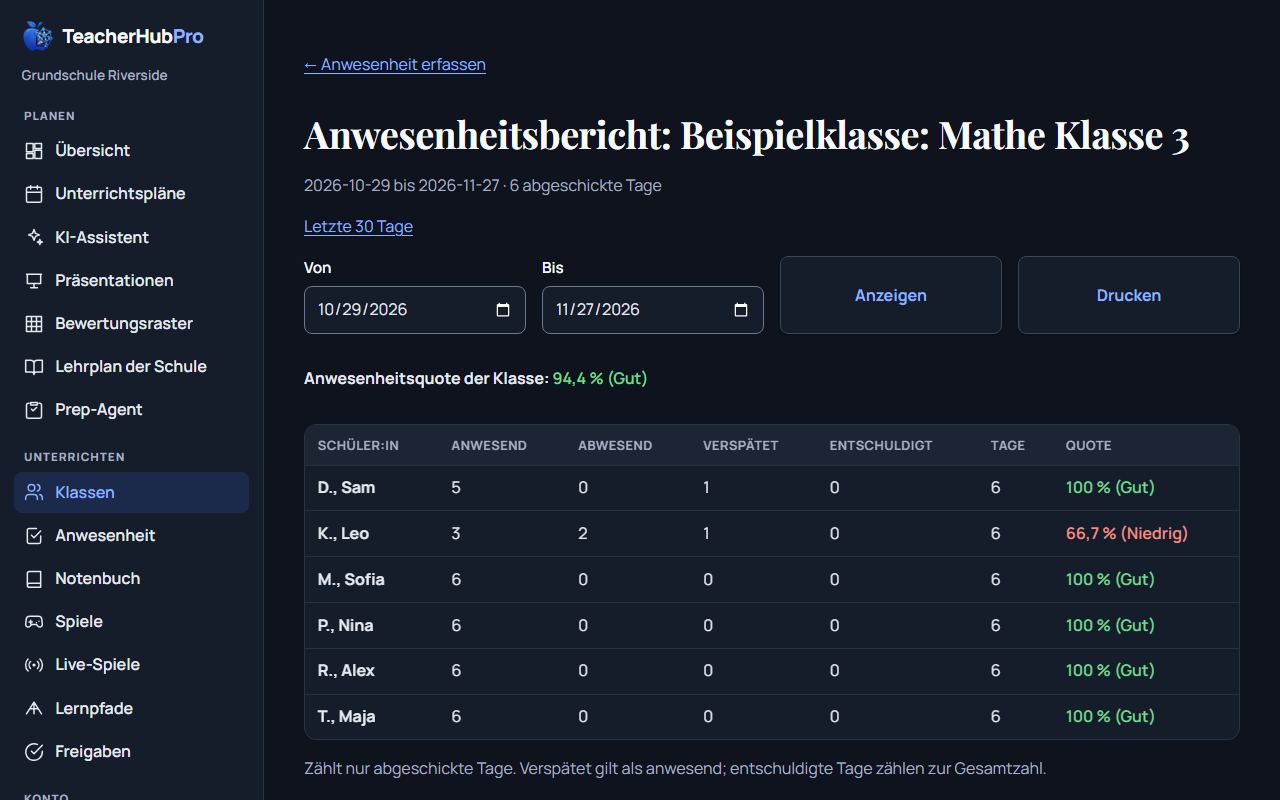 TeacherHubPro
Grundschule Riverside
PLANEN
Übersicht
Unterrichtspläne
KI-Assistent
Präsentationen
Bewertungsraster
Lehrplan der Schule
Prep-Agent
UNTERRICHTEN
Klassen
Anwesenheit
Notenbuch
Spiele
Live-Spiele
Lernpfade
Freigaben
KONTO
← Anwesenheit erfassen
Anwesenheitsbericht: Beispielklasse: Mathe Klasse 3
2026-10-29 bis 2026-11-27 · 6 abgeschickte Tage
Letzte 30 Tage
Von Bis
10/29/2026 11/27/2026 Anzeigen Drucken
Anwesenheitsquote der Klasse: 94,4 % (Gut)
SCHÜLER:IN ANWESEND ABWESEND VERSPÄTET ENTSCHULDIGT TAGE QUOTE
D., Sam 5 0 1 0 6 100 % (Gut)
K., Leo 3 2 1 0 6 66,7 % (Niedrig)
M., Sofia 6 0 0 0 6 100 % (Gut)
P., Nina 6 0 0 0 6 100 % (Gut)
R., Alex 6 0 0 0 6 100 % (Gut)
T., Maja 6 0 0 0 6 100 % (Gut)
Zählt nur abgeschickte Tage. Verspätet gilt als anwesend; entschuldigte Tage zählen zur Gesamtzahl.